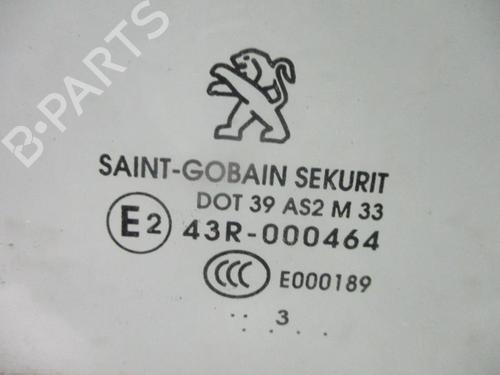 B-PARTS
SAINT-GOBAIN SEKURIT
DOT 39 AS2 M 33
E2 43R-000464
CCC E000189
.. 3